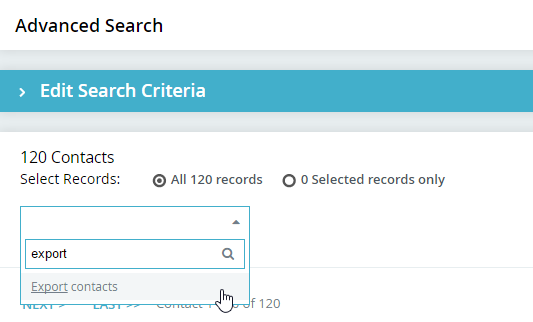 Advanced Search
Edit Search Criteria
120 Contacts
Select Records: All 120 records 0 Selected records only
export
Export contacts
NEXT > LAST >> Contact 1 of 120